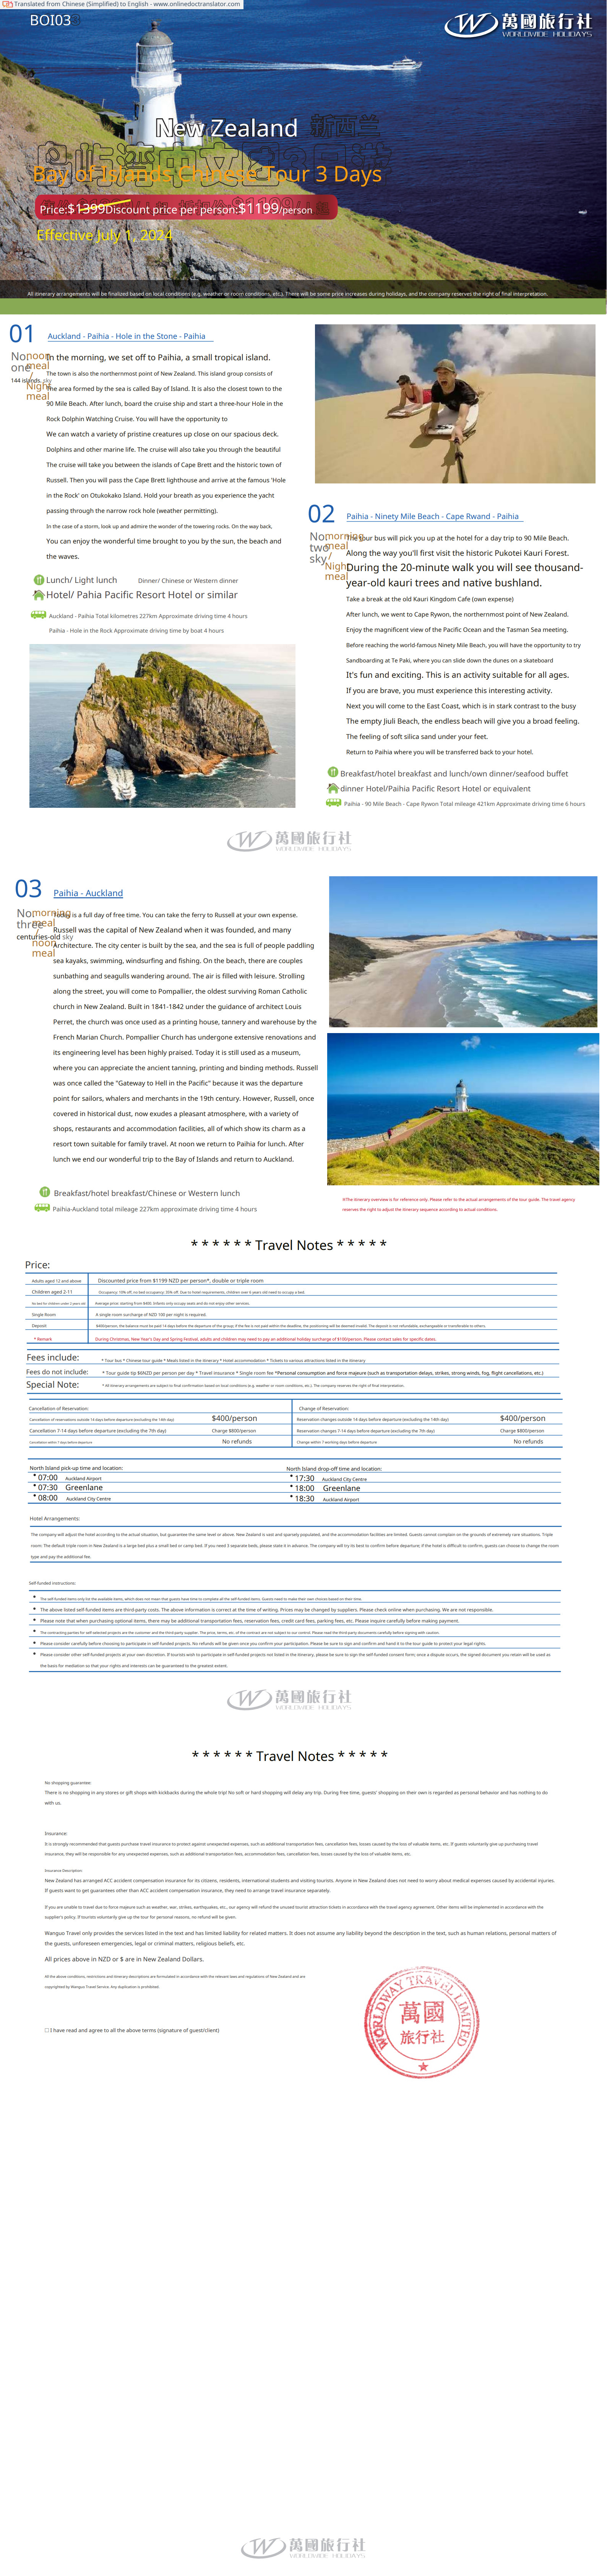 Translated from Chinese (Simplified) to English - www.onlinedoctranslator.com
BOI03
萬國旅行社
WORLDWIDE HOLIDAYS
New Zealand 新西兰
Bay of Islands Chinese Tour 3 Days
Price:$1399Discount price per person:$1199/person
Effective July 1, 2024
All itinerary arrangements will be finalized based on local conditions (e.g. weather or room conditions, etc.). There will be some price increases during holidays, and the company reserves the right of final interpretation.
01
Auckland - Paihia - Hole in the Stone - Paihia
No.
one
noon
meal
/
Night
meal
144 islands
sky
In the morning, we set off to Paihia, a small tropical island.
The town is also the northernmost point of New Zealand. This island group consists of
the area formed by the sea is called Bay of Island. It is also the closest town to the
90 Mile Beach. After lunch, board the cruise ship and start a three-hour Hole in the
Rock Dolphin Watching Cruise. You will have the opportunity to
We can watch a variety of pristine creatures up close on our spacious deck.
Dolphins and other marine life. The cruise will also take you through the beautiful
The cruise will take you between the islands of Cape Brett and the historic town of
Russell. Then you will pass the Cape Brett lighthouse and arrive at the famous 'Hole
in the Rock' on Otukokako Island. Hold your breath as you experience the yacht
passing through the narrow rock hole (weather permitting).
In the case of a storm, look up and admire the wonder of the towering rocks. On the way back,
You can enjoy the wonderful time brought to you by the sun, the beach and
the waves.
Lunch/ Light lunch Dinner/ Chinese or Western dinner
Hotel/ Pahia Pacific Resort Hotel or similar
Auckland - Paihia Total kilometres 227km Approximate driving time 4 hours
Paihia - Hole in the Rock Approximate driving time by boat 4 hours
02
Paihia - Ninety Mile Beach - Cape Rwand - Paihia
No.
two
sky
morning
meal
/
Night
meal
The tour bus will pick you up at the hotel for a day trip to 90 Mile Beach.
Along the way you'll first visit the historic Pukotei Kauri Forest.
During the 20-minute walk you will see thousand-
year-old kauri trees and native bushland.
Take a break at the old Kauri Kingdom Cafe (own expense)
After lunch, we went to Cape Rywon, the northernmost point of New Zealand.
Enjoy the magnificent view of the Pacific Ocean and the Tasman Sea meeting.
Before reaching the world-famous Ninety Mile Beach, you will have the opportunity to try
Sandboarding at Te Paki, where you can slide down the dunes on a skateboard
It's fun and exciting. This is an activity suitable for all ages.
If you are brave, you must experience this interesting activity.
Next you will come to the East Coast, which is in stark contrast to the busy
The empty Jiuli Beach, the endless beach will give you a broad feeling.
The feeling of soft silica sand under your feet.
Return to Paihia where you will be transferred back to your hotel.
Breakfast/hotel breakfast and lunch/own dinner/seafood buffet
dinner Hotel/Paihia Pacific Resort Hotel or equivalent
Paihia - 90 Mile Beach - Cape Rywon Total mileage 421km Approximate driving time 6 hours
萬國旅行社
WORLDWIDE HOLIDAYS
03
Paihia - Auckland
No.
three
morning
meal
/
noon
meal
centuries-old
sky
Today is a full day of free time. You can take the ferry to Russell at your own expense.
Russell was the capital of New Zealand when it was founded, and many
Architecture. The city center is built by the sea, and the sea is full of people paddling
sea kayaks, swimming, windsurfing and fishing. On the beach, there are couples
sunbathing and seagulls wandering around. The air is filled with leisure. Strolling
along the street, you will come to Pompallier, the oldest surviving Roman Catholic
church in New Zealand. Built in 1841-1842 under the guidance of architect Louis
Perret, the church was once used as a printing house, tannery and warehouse by the
French Marian Church. Pompallier Church has undergone extensive renovations and
its engineering level has been highly praised. Today it is still used as a museum,
where you can appreciate the ancient tanning, printing and binding methods. Russell
was once called the "Gateway to Hell in the Pacific" because it was the departure
point for sailors, whalers and merchants in the 19th century. However, Russell, once
covered in historical dust, now exudes a pleasant atmosphere, with a variety of
shops, restaurants and accommodation facilities, all of which show its charm as a
resort town suitable for family travel. At noon we return to Paihia for lunch. After
lunch we end our wonderful trip to the Bay of Islands and return to Auckland.
Breakfast/hotel breakfast/Chinese or Western lunch
Paihia-Auckland total mileage 227km approximate driving time 4 hours
※The itinerary overview is for reference only. Please refer to the actual arrangements of the tour guide. The travel agency
reserves the right to adjust the itinerary sequence according to actual conditions.
* * * * * * Travel Notes * * * * *
Price:
Adults aged 12 and above Discounted price from $1199 NZD per person*, double or triple room
Children aged 2-11 Occupancy: 10% off; no bed occupancy: 35% off. Due to hotel requirements, children over 6 years old need to occupy a bed
No bed for children under 2 years old Average price: starting from $400. Infants only occupy seats and do not enjoy other services.
Single Room A single room surcharge of NZD 100 per night is required.
Deposit $400/person, the balance must be paid 14 days before the departure of the group; if the fee is not paid within the deadline, the positioning will be deemed invalid. The deposit is not refundable, exchangeable or transferable to others.
* Remark During Christmas, New Year's Day and Spring Festival, adults and children may need to pay an additional holiday surcharge of $100/person. Please contact sales for specific dates.
Fees include: * Tour bus * Chinese tour guide * Meals listed in the itinerary * Hotel accommodation * Tickets to various attractions listed in the itinerary
Fees do not include: * Tour guide tip $6NZD per person per day * Travel insurance * Single room fee *Personal consumption and force majeure (such as transportation delays, strikes, strong winds, fog, flight cancellations, etc.)
Special Note: * All itinerary arrangements are subject to final confirmation based on local conditions (e.g. weather or room conditions, etc.). The company reserves the right of final interpretation.
Cancellation of Reservation: Change of Reservation:
Cancellation of reservations outside 14 days before departure (excluding the 14th day) $400/person Reservation changes outside 14 days before departure (excluding the 14th day) $400/person
Cancellation 7-14 days before departure (excluding the 7th day) Charge $800/person Reservation changes 7-14 days before departure (excluding the 7th day) Charge $800/person
Cancellation within 7 days before departure No refunds Change within 7 working days before departure No refunds
North Island pick-up time and location: North Island drop-off time and location:
* 07:00 Auckland Airport * 17:30 Auckland City Centre
* 07:30 Greenlane * 18:00 Greenlane
* 08:00 Auckland City Centre * 18:30 Auckland Airport
Hotel Arrangements:
The company will adjust the hotel according to the actual situation, but guarantee the same level or above. New Zealand is vast and sparsely populated, and the accommodation facilities are limited. Guests cannot complain on the grounds of extremely rare situations. Triple
room: The default triple room in New Zealand is a large bed plus a small bed or camp bed. If you need 3 separate beds, please state it in advance. The company will try its best to confirm before departure; if the hotel is difficult to confirm, guests can choose to change the room
type and pay the additional fee.
Self-funded instructions:
* The self-funded items only list the available items, which does not mean that guests have time to complete all the self-funded items. Guests need to make their own choices based on their time.
* The above listed self-funded items are third-party costs. The above information is correct at the time of writing. Prices may be changed by suppliers. Please check online when purchasing. We are not responsible.
* Please note that when purchasing optional items, there may be additional transportation fees, reservation fees, credit card fees, parking fees, etc. Please inquire carefully before making payment.
* The contracting parties for self-selected projects are the customer and the third-party supplier. The price, terms, etc. of the contract are not subject to our control. Please read the third-party documents carefully before signing with caution.
* Please consider carefully before choosing to participate in self-funded projects. No refunds will be given once you confirm your participation. Please be sure to sign and confirm and hand it to the tour guide to protect your legal rights.
* Please consider other self-funded projects at your own discretion. If tourists wish to participate in self-funded projects not listed in the itinerary, please be sure to sign the self-funded consent form; once a dispute occurs, the signed document you retain will be used as
the basis for mediation so that your rights and interests can be guaranteed to the greatest extent.
萬國旅行社
WORLDWIDE HOLIDAYS
* * * * * * Travel Notes * * * * *
No shopping guarantee:
There is no shopping in any stores or gift shops with kickbacks during the whole trip! No soft or hard shopping will delay any trip. During free time, guests' shopping on their own is regarded as personal behavior and has nothing to do
with us.
Insurance:
It is strongly recommended that guests purchase travel insurance to protect against unexpected expenses, such as additional transportation fees, cancellation fees, losses caused by the loss of valuable items, etc. If guests voluntarily give up purchasing travel
insurance, they will be responsible for any unexpected expenses, such as additional transportation fees, accommodation fees, cancellation fees, losses caused by the loss of valuable items, etc.
Insurance Description:
New Zealand has arranged ACC accident compensation insurance for its citizens, residents, international students and visiting tourists. Anyone in New Zealand does not need to worry about medical expenses caused by accidental injuries.
If guests want to get guarantees other than ACC accident compensation insurance, they need to arrange travel insurance separately.
If you are unable to travel due to force majeure such as weather, war, strikes, earthquakes, etc., our agency will refund the unused tourist attraction tickets in accordance with the travel agency agreement. Other items will be implemented in accordance with the
supplier's policy. If tourists voluntarily give up the tour for personal reasons, no refund will be given.
Wanguo Travel only provides the services listed in the text and has limited liability for related matters. It does not assume any liability beyond the description in the text, such as human relations, personal matters of
the guests, unforeseen emergencies, legal or criminal matters, religious beliefs, etc.
All prices above in NZD or $ are in New Zealand Dollars.
All the above conditions, restrictions and itinerary descriptions are formulated in accordance with the relevant laws and regulations of New Zealand and are
copyrighted by Wanguo Travel Service. Any duplication is prohibited.
☐ I have read and agree to all the above terms (signature of guest/client)
WORLDWAY TRAVEL LIMITED
萬國
旅行社
萬國旅行社
WORLDWIDE HOLIDAYS